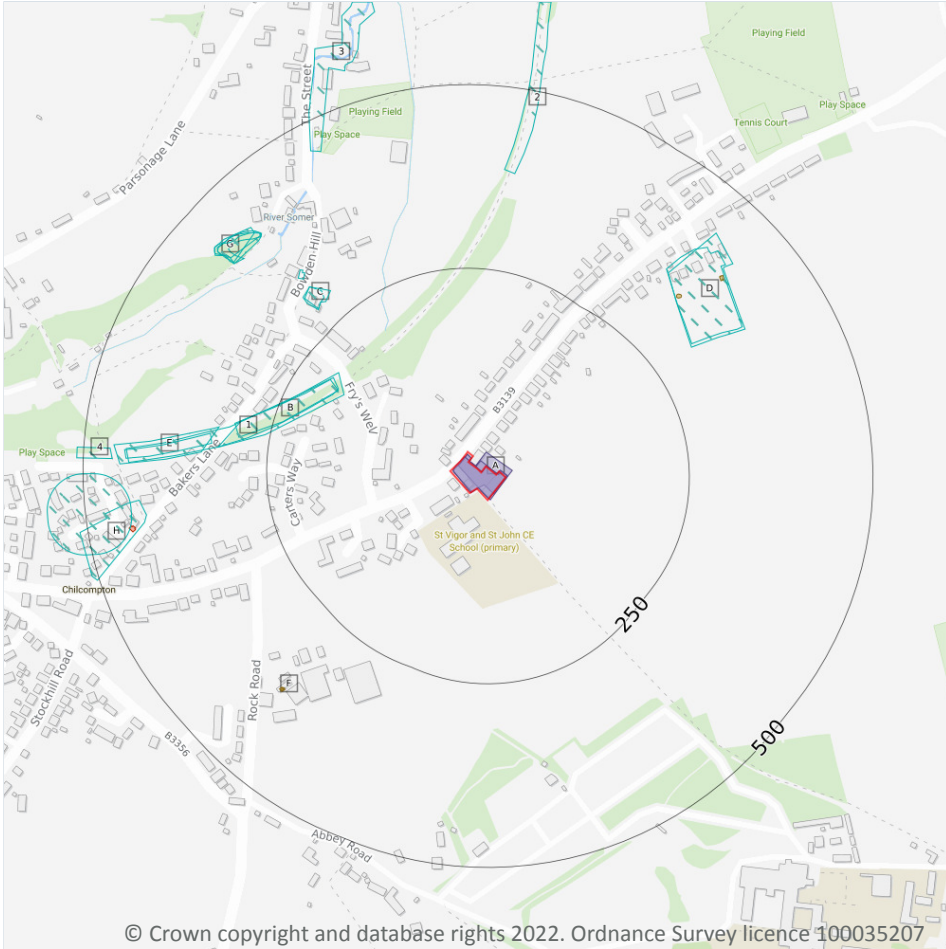 Playing Field
3
2
The Street
Playing Field
Play Space
Play Space
Tennis Court
Parsonage Lane
River Somer
G
Bowden Hill
C
D
B3139
Fry's Well
B
1
E
4
Play Space
Bakers Lane
Carters Way
A
H
St Vigor and St John CE
School (primary)
Chilcompton
250
Stockhill Road
Rock Road
F
500
B3356
Abbey Road
© Crown copyright and database rights 2022. Ordnance Survey licence 100035207